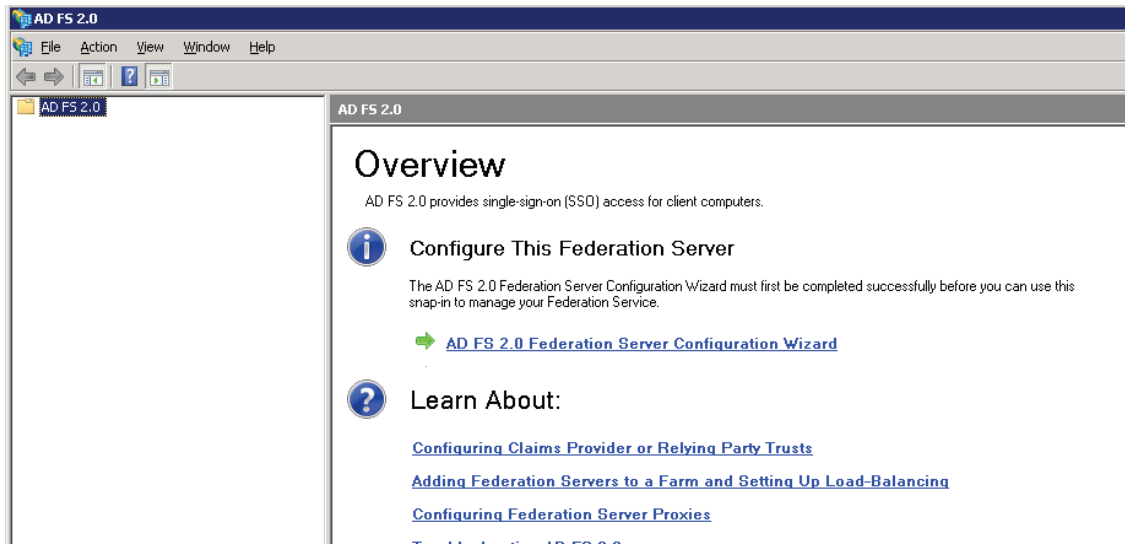 AD FS 2.0
File Action View Window Help
AD FS 2.0
AD FS 2.0
Overview
AD FS 2.0 provides single-sign-on (SSO) access for client computers.
Configure This Federation Server
The AD FS 2.0 Federation Server Configuration Wizard must first be completed successfully before you can use this
snap-in to manage your Federation Service.
AD FS 2.0 Federation Server Configuration Wizard
Learn About:
Configuring Claims Provider or Relying Party Trusts
Adding Federation Servers to a Farm and Setting Up Load-Balancing
Configuring Federation Server Proxies